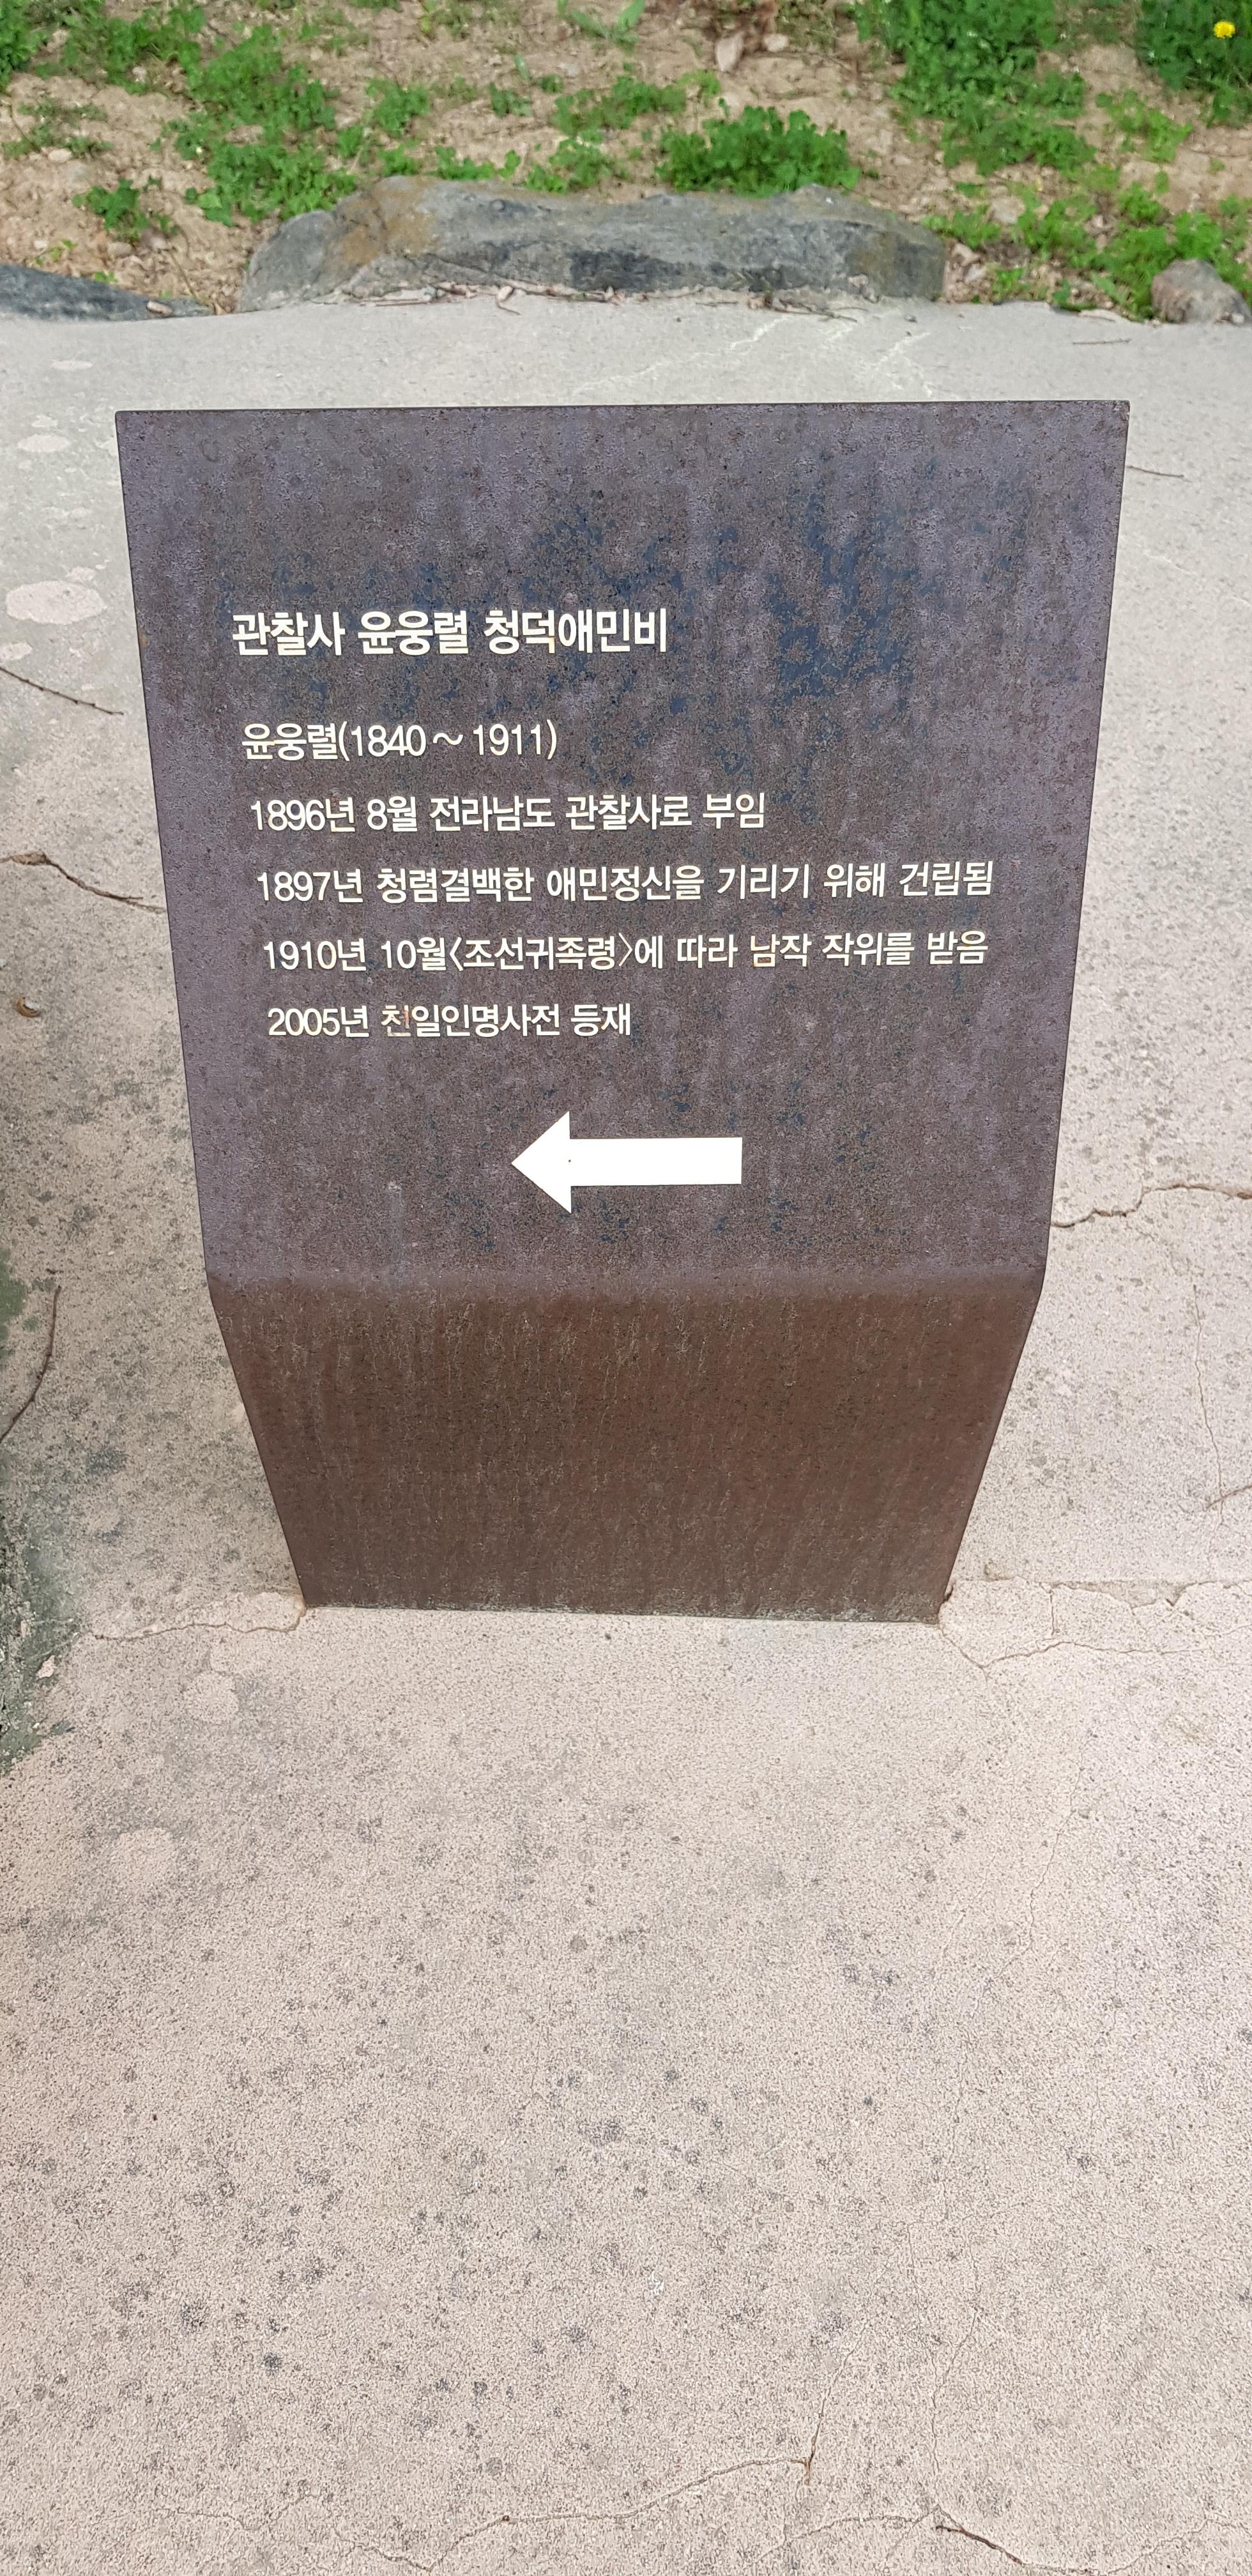 관찰사 윤웅렬 청덕애민비
윤웅렬(1840~1911)
1896년 8월 전라남도 관찰사로 부임
1897년 청렴결백한 애민정신을 기리기 위해 건립됨
1910년 10월〈조선귀족령〉에 따라 남작 작위를 받음
2005년 친일인명사전 등재